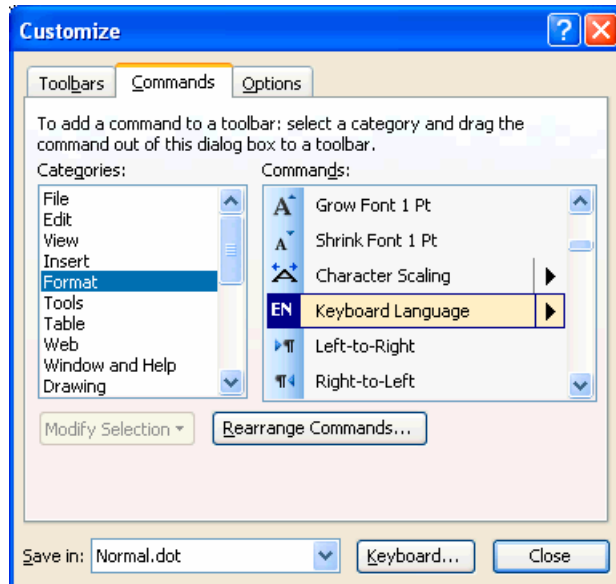 Customize
Toolbars
Commands
Options
To add a command to a toolbar: select a category and drag the
command out of this dialog box to a toolbar.
Categories:
File
Edit
View
Insert
Format
Tools
Table
Web
Window and Help
Drawing
Commands:
A Grow Font 1 Pt
A Shrink Font 1 Pt
A Character Scaling
EN Keyboard Language
¶ Left-to-Right
¶ Right-to-Left
Modify Selection
Rearrange Commands...
Save in: Normal.dot
Keyboard...
Close